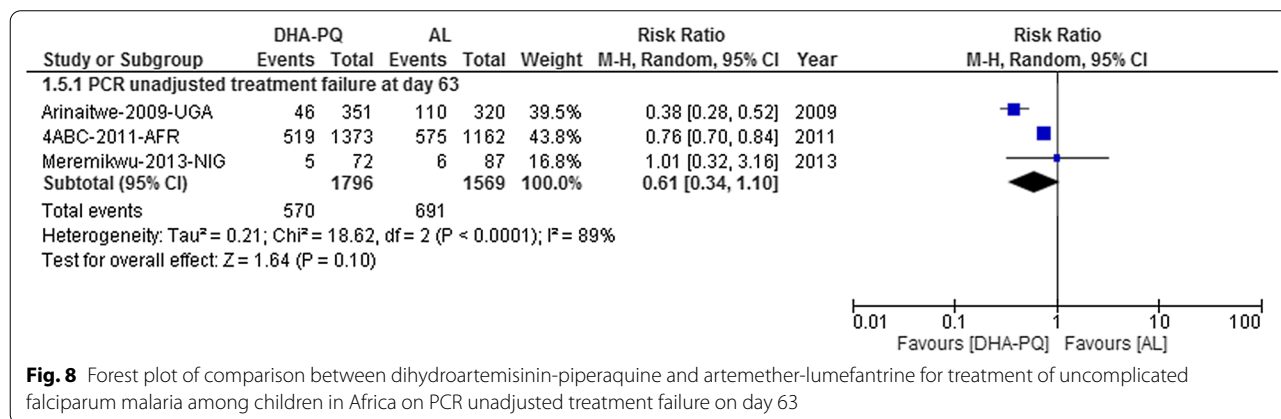 DHA-PQ AL Risk Ratio Risk Ratio
Study or Subgroup Events Total Events Total Weight M-H, Random, 95% CI Year M-H, Random, 95% CI
1.5.1 PCR unadjusted treatment failure at day 63
Arinaitwe-2009-UGA 46 351 110 320 39.5% 0.38 [0.28, 0.52] 2009
4ABC-2011-AFR 519 1373 575 1162 43.8% 0.76 [0.70, 0.84] 2011
Meremikwu-2013-NIG 5 72 6 87 16.8% 1.01 [0.32, 3.16] 2013
Subtotal (95% CI) 1796 1569 100.0% 0.61 [0.34, 1.10]
Total events 570 691
Heterogeneity: Tau² = 0.21; Chi² = 18.62, df = 2 (P < 0.0001); I² = 89%
Test for overall effect: Z = 1.64 (P = 0.10)
0.01 0.1 1 10 100
Favours [DHA-PQ] Favours [AL]
Fig. 8 Forest plot of comparison between dihydroartemisinin-piperaquine and artemether-lumefantrine for treatment of uncomplicated
falciparum malaria among children in Africa on PCR unadjusted treatment failure on day 63